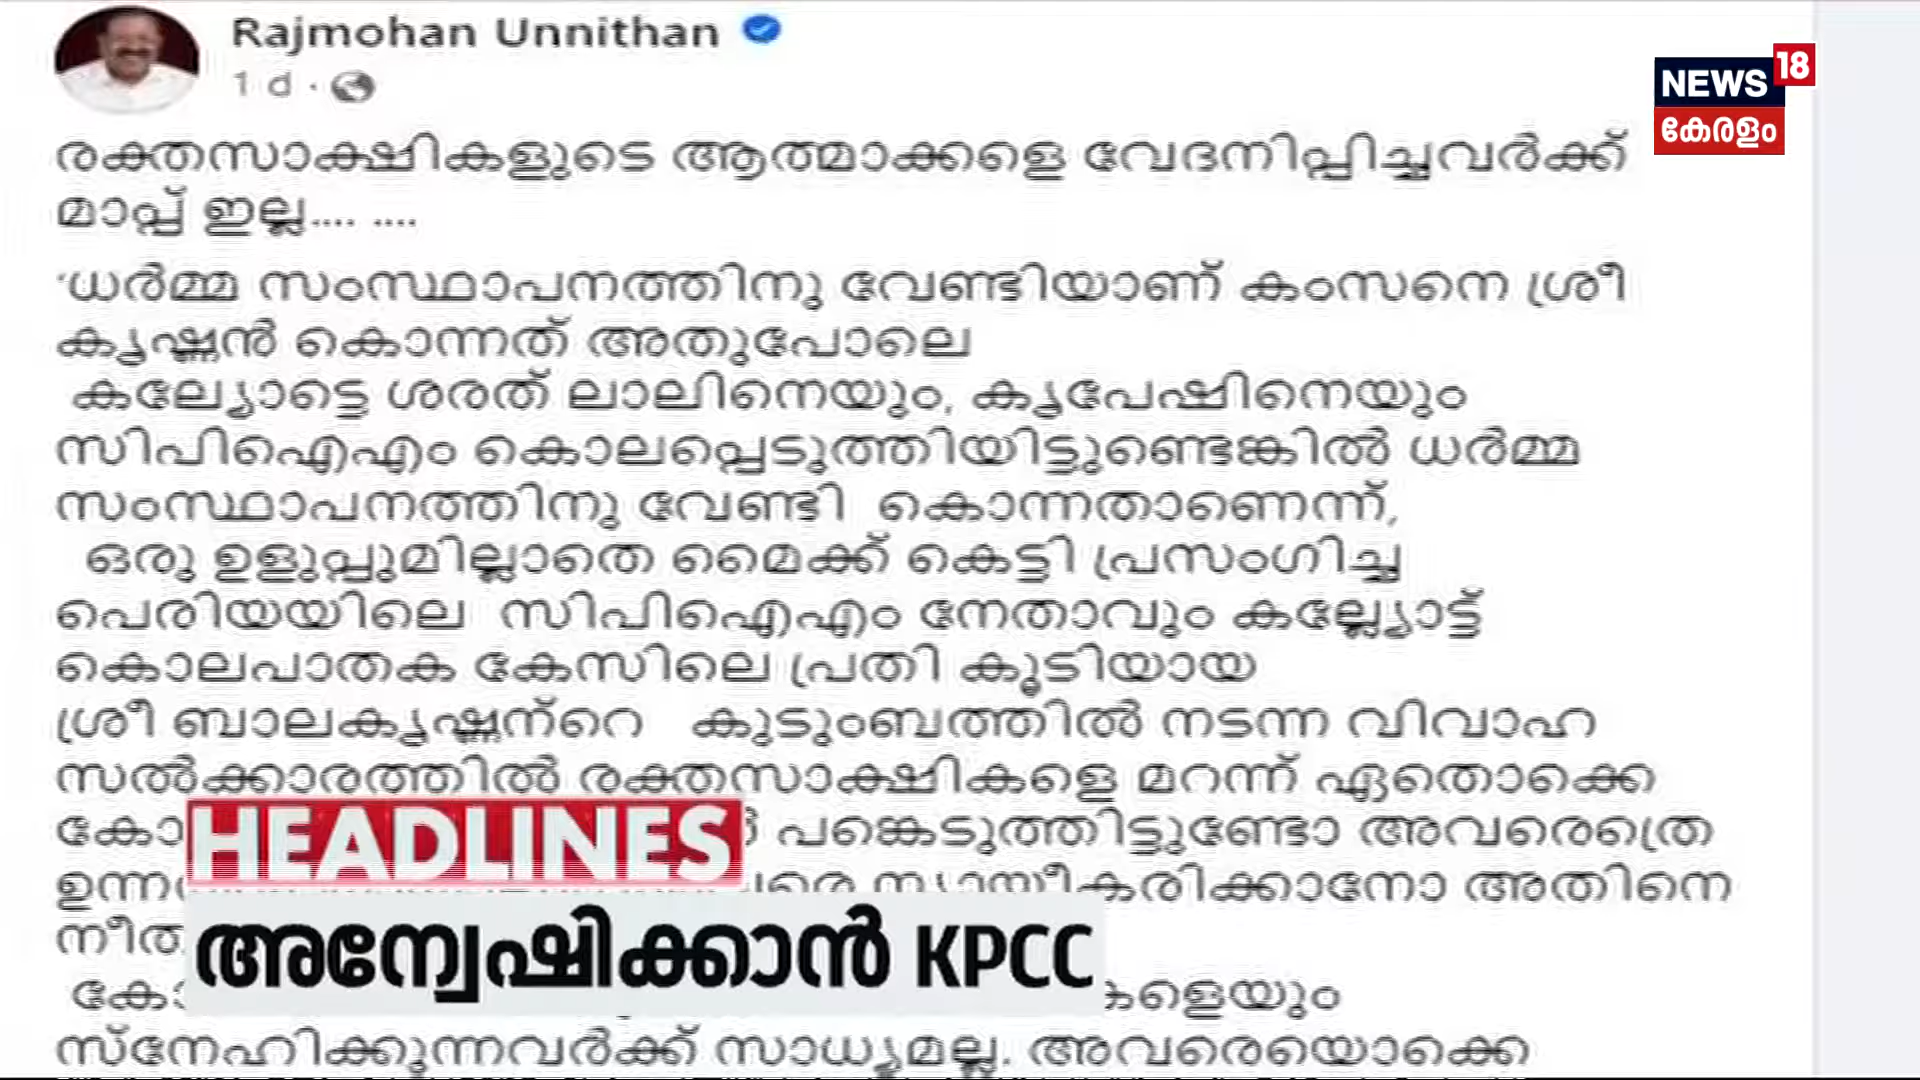 Rajmohan Unnithan
1 d ·
NEWS 18
കേരളം
രക്തസാക്ഷികളുടെ ആത്മാക്കളെ വേദനിപ്പിച്ചവർക്ക്
മാപ്പ് ഇല്ല.... ....
‘ധർമ്മ സംസ്ഥാപനത്തിനു വേണ്ടിയാണ് കംസനെ ശ്രീ
കൃഷ്ണൻ കൊന്നത് അതുപോലെ
കല്യോട്ടെ ശരത് ലാലിനെയും, കൃപേഷിനെയും
സിപിഐഎം കൊലപ്പെടുത്തിയിട്ടുണ്ടെങ്കിൽ ധർമ്മ
സംസ്ഥാപനത്തിനു വേണ്ടി കൊന്നതാണെന്ന്,
ഒരു ഉളുപ്പുമില്ലാതെ മൈക്ക് കെട്ടി പ്രസംഗിച്ച
പെരിയയിലെ സിപിഐഎം നേതാവും കല്ല്യോട്ട്
കൊലപാതക കേസിലെ പ്രതി കൂടിയായ
ശ്രീ ബാലകൃഷ്ണന്റെ കുടുംബത്തിൽ നടന്ന വിവാഹ
സൽക്കാരത്തിൽ രക്തസാക്ഷികളെ മറന്ന് ഏതൊക്കെ
പങ്കെടുത്തിട്ടുണ്ടോ അവരെത്ര
അതിനെ
HEADLINES
അന്വേഷിക്കാൻ KPCC
കളെയും
സ്നേഹിക്കുന്നവർക്ക് സാധ്യമല്ല. അവരെയൊക്കെ